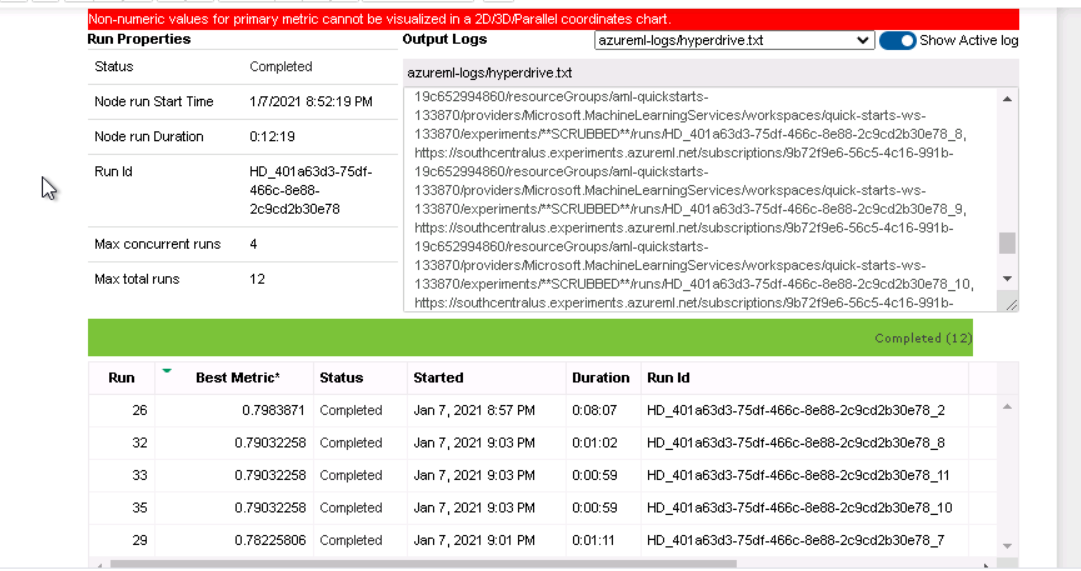 Non-numeric values for primary metric cannot be visualized in a 2D/3D/Parallel coordinates chart.
Run Properties
Status Completed
Node run Start Time 1/7/2021 8:52:19 PM
Node run Duration 0:12:19
Run Id HD_401a63d3-75df-
466c-8e88-
2c9cd2b30e78
Max concurrent runs 4
Max total runs 12
Output Logs azureml-logs/hyperdrive.txt Show Active log
azureml-logs/hyperdrive.txt
19c652994860/resourceGroups/aml-quickstarts-
133870/providers/Microsoft.MachineLearningServices/workspaces/quick-starts-ws-
133870/experiments/**SCRUBBED**/runs/HD_401a63d3-75df-466c-8e88-2c9cd2b30e78_8,
https://southcentralus.experiments.azureml.net/subscriptions/9b72f9e6-56c5-4c16-991b-
19c652994860/resourceGroups/aml-quickstarts-
133870/providers/Microsoft.MachineLearningServices/workspaces/quick-starts-ws-
133870/experiments/**SCRUBBED**/runs/HD_401a63d3-75df-466c-8e88-2c9cd2b30e78_9,
https://southcentralus.experiments.azureml.net/subscriptions/9b72f9e6-56c5-4c16-991b-
19c652994860/resourceGroups/aml-quickstarts-
133870/providers/Microsoft.MachineLearningServices/workspaces/quick-starts-ws-
133870/experiments/**SCRUBBED**/runs/HD_401a63d3-75df-466c-8e88-2c9cd2b30e78_10,
https://southcentralus.experiments.azureml.net/subscriptions/9b72f9e6-56c5-4c16-991b-
Completed (12)
Run Best Metric* Status Started Duration Run Id
26 0.7983871 Completed Jan 7, 2021 8:57 PM 0:08:07 HD_401a63d3-75df-466c-8e88-2c9cd2b30e78_2
32 0.79032258 Completed Jan 7, 2021 9:03 PM 0:01:02 HD_401a63d3-75df-466c-8e88-2c9cd2b30e78_8
33 0.79032258 Completed Jan 7, 2021 9:03 PM 0:00:59 HD_401a63d3-75df-466c-8e88-2c9cd2b30e78_11
35 0.79032258 Completed Jan 7, 2021 9:03 PM 0:00:59 HD_401a63d3-75df-466c-8e88-2c9cd2b30e78_10
29 0.78225806 Completed Jan 7, 2021 9:01 PM 0:01:11 HD_401a63d3-75df-466c-8e88-2c9cd2b30e78_7